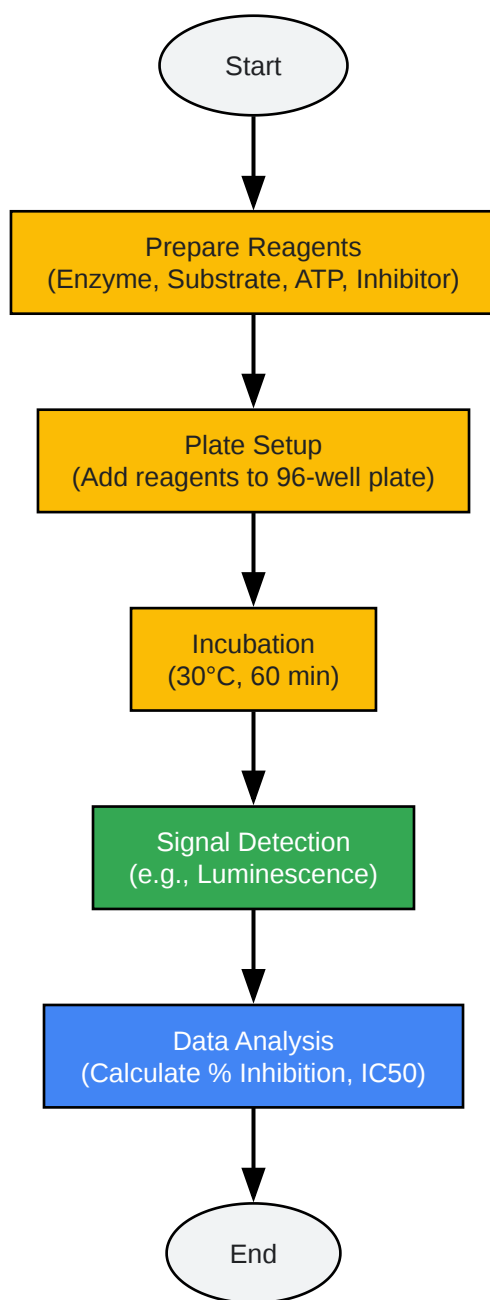 Start
Prepare Reagents
(Enzyme, Substrate, ATP, Inhibitor)
Plate Setup
(Add reagents to 96-well plate)
Incubation
(30°C, 60 min)
Signal Detection
(e.g., Luminescence)
Data Analysis
(Calculate % Inhibition, IC50)
End